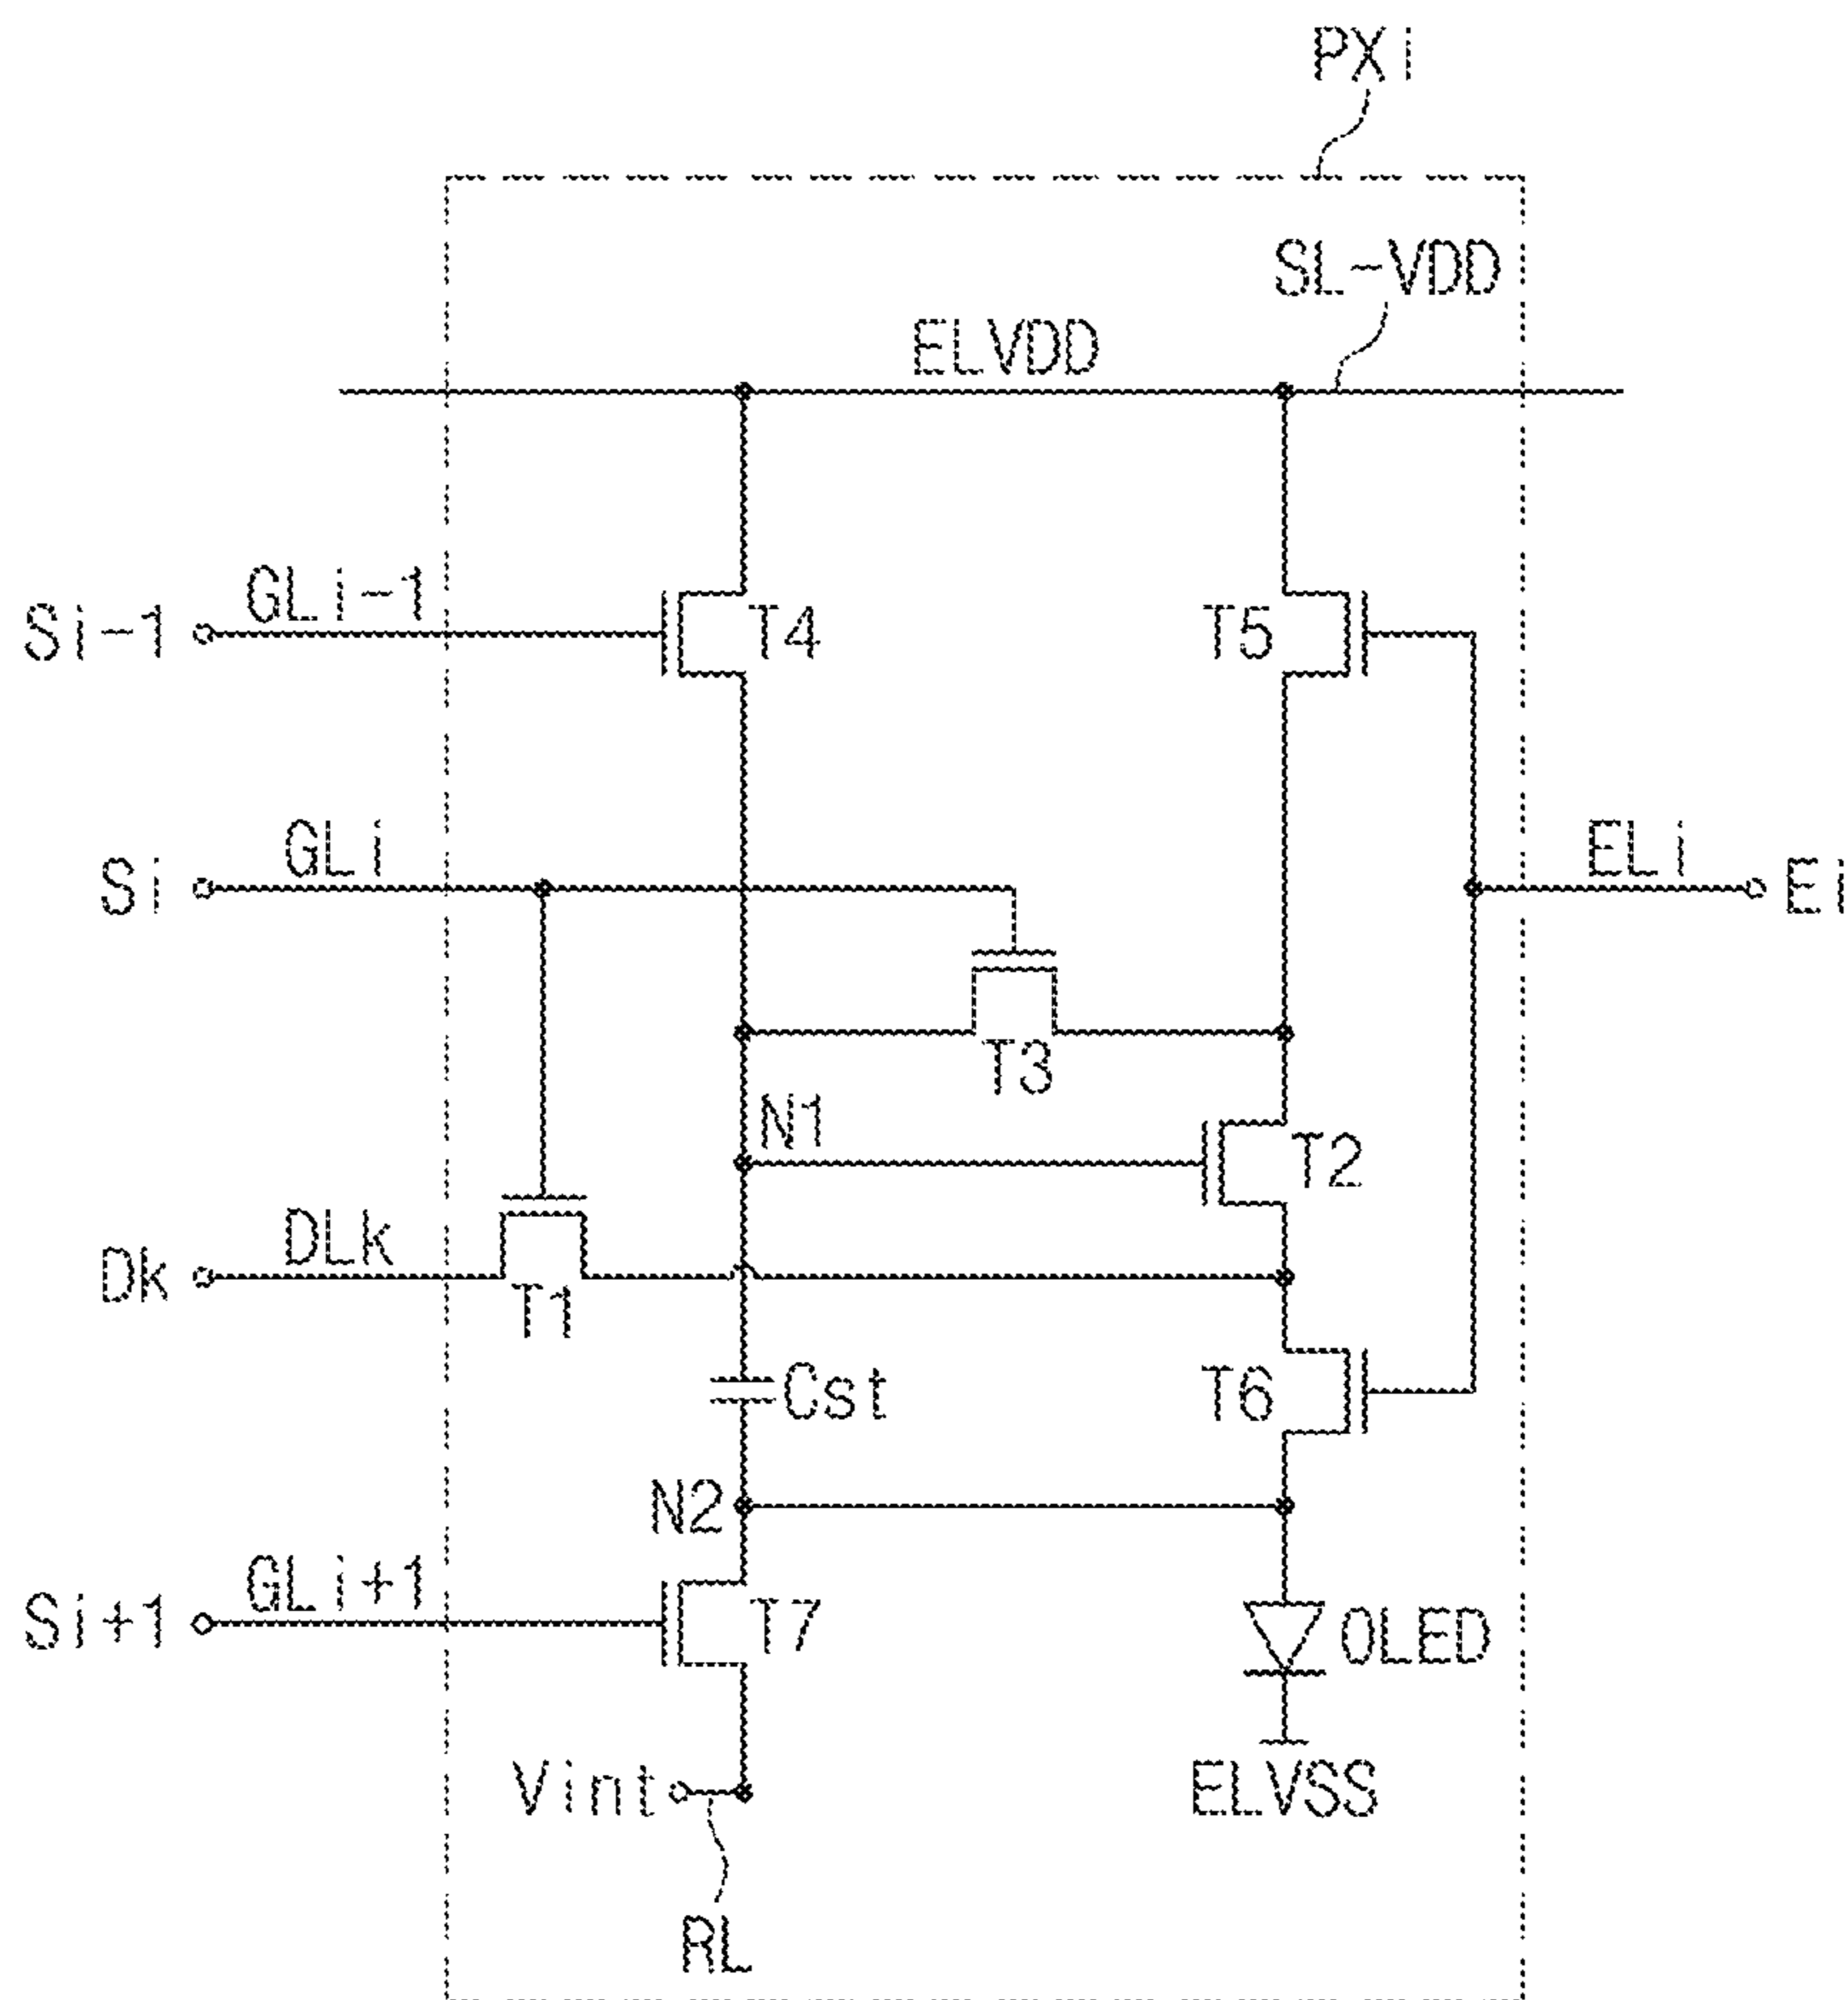 PXi
SL-VDD
ELVDD
GLi-1
Si-1
T4
T5
GLi
Si
ELi
Ei
T3
N1
T2
DLk
Dk
T1
Cst
T6
N2
GLi+1
Si+1
T7
OLED
Vint
ELVSS
RL